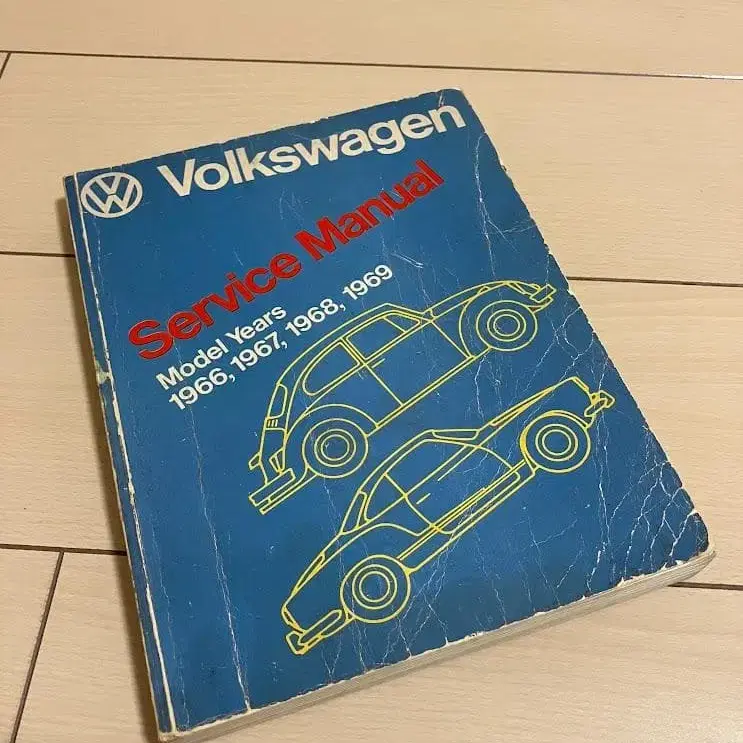 VW Volkswagen
Service Manual
Model Years
1966, 1967, 1968, 1969